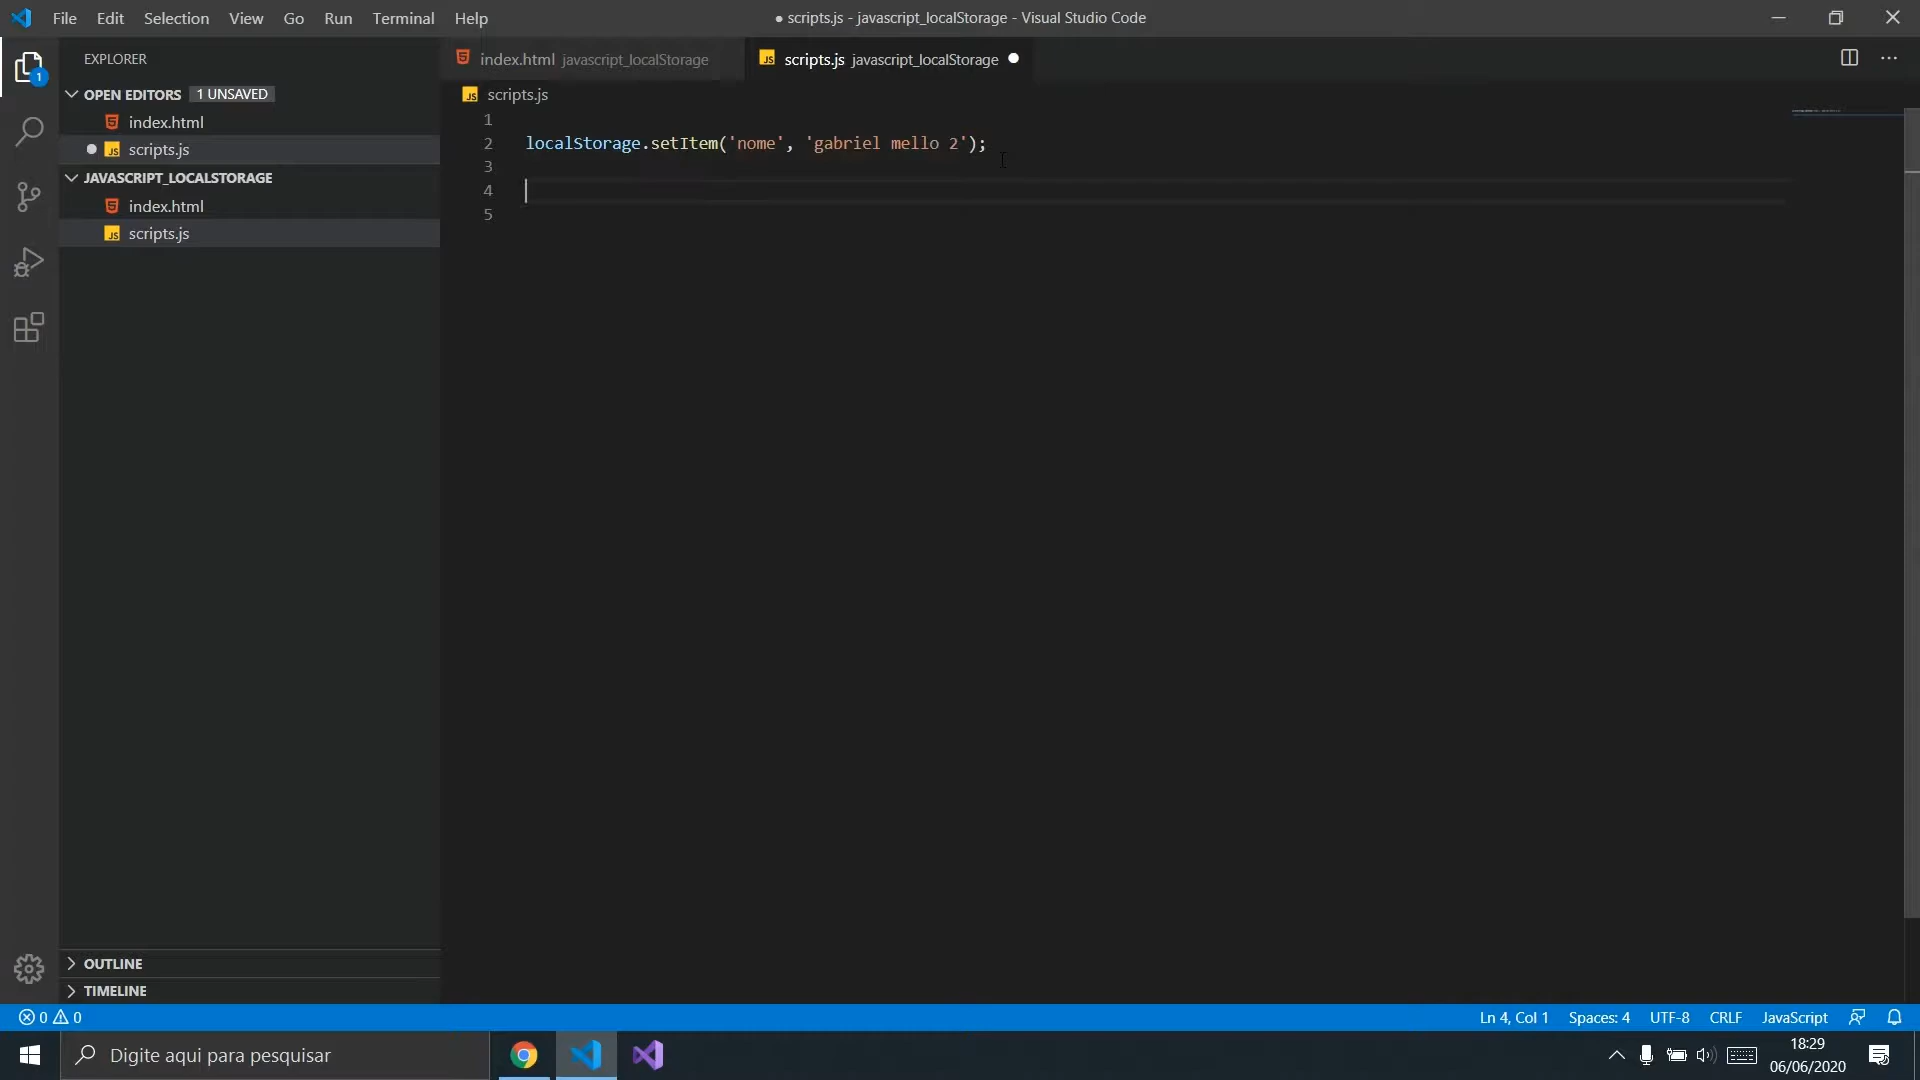 File Edit Selection View Go Run Terminal Help
● scripts.js - javascript_localStorage - Visual Studio Code
EXPLORER
OPEN EDITORS 1 UNSAVED
index.html
scripts.js
JAVASCRIPT_LOCALSTORAGE
index.html
scripts.js
OUTLINE
TIMELINE
index.html javascript_localStorage
scripts.js javascript_localStorage
JS scripts.js
1
2 localStorage.setItem('nome', 'gabriel mello 2');
3
4
5
0 0
Ln 4, Col 1 Spaces: 4 UTF-8 CRLF JavaScript
1
Digite aqui para pesquisar
18:29
06/06/2020